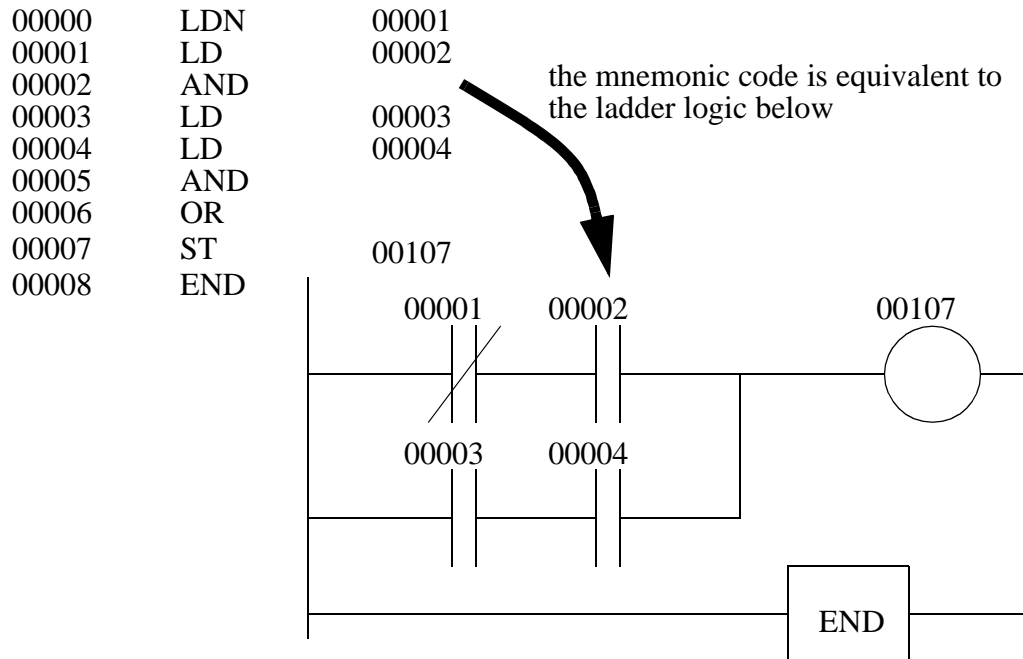 00000 LDN 00001
00001 LD 00002
00002 AND
00003 LD 00003
00004 LD 00004
00005 AND
00006 OR
00007 ST 00107
00008 END
the mnemonic code is equivalent to
the ladder logic below
00001 00002 00107
00003 00004
END